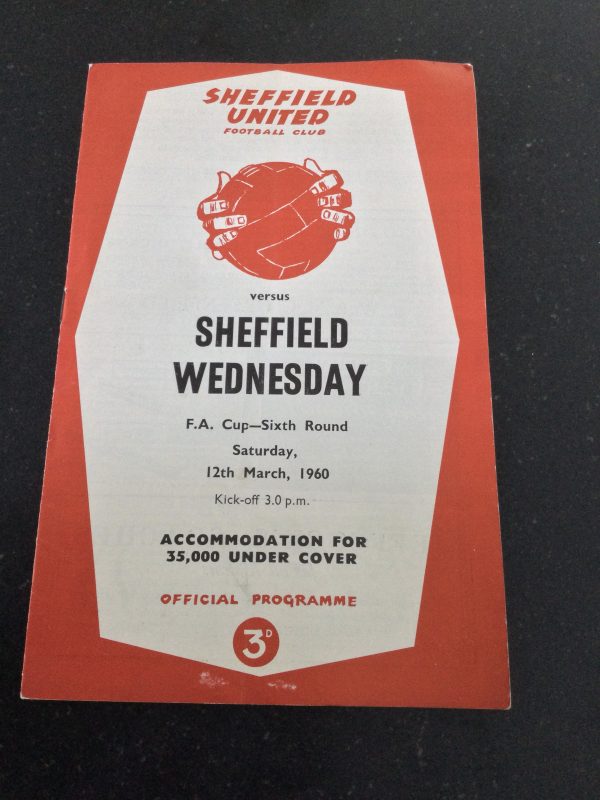 SHEFFIELD
UNITED
FOOTBALL CLUB
versus
SHEFFIELD
WEDNESDAY
F.A. Cup—Sixth Round
Saturday,
12th March, 1960
Kick-off 3.0 p.m.
ACCOMMODATION FOR
35,000 UNDER COVER
OFFICIAL PROGRAMME
3D